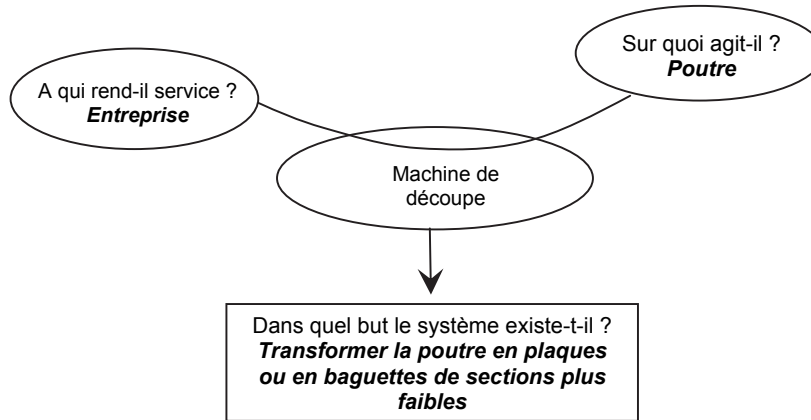 A qui rend-il service ?
Entreprise
Sur quoi agit-il ?
Poutre
Machine de
découpe
Dans quel but le système existe-t-il ?
Transformer la poutre en plaques
ou en baguettes de sections plus
faibles